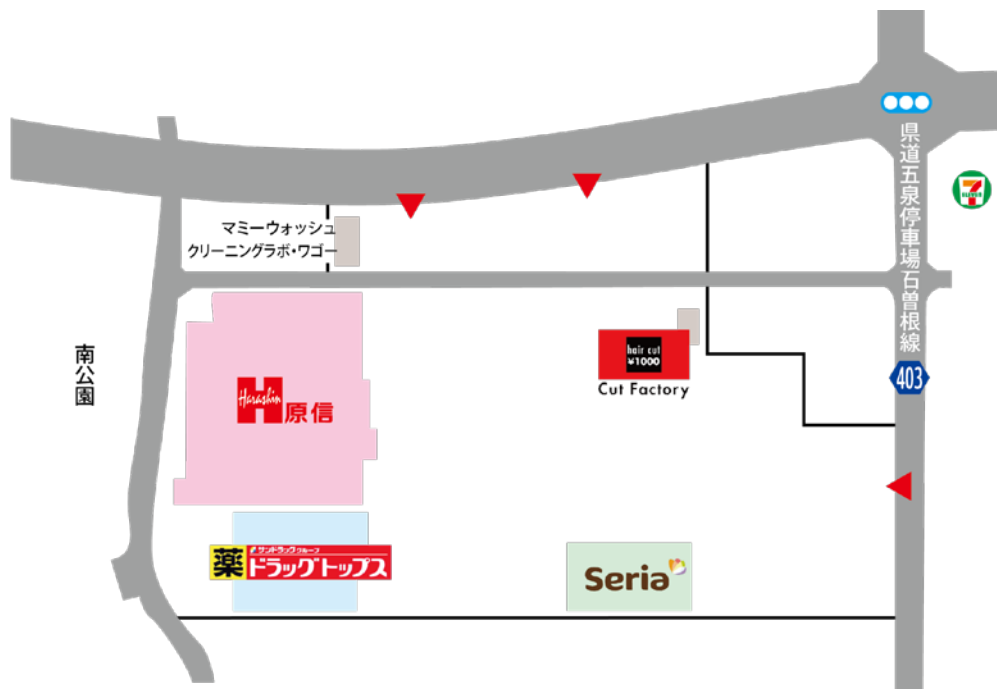 県道五泉停車場石曽根線
7
ELEVEN
マミーウォッシュ
クリーニングラボ・ワゴー
南公園
hair cut
¥1000
Cut Factory
403
Harashin
H
原信
薬
サンドラッググループ
ドラッグトップス
Seria